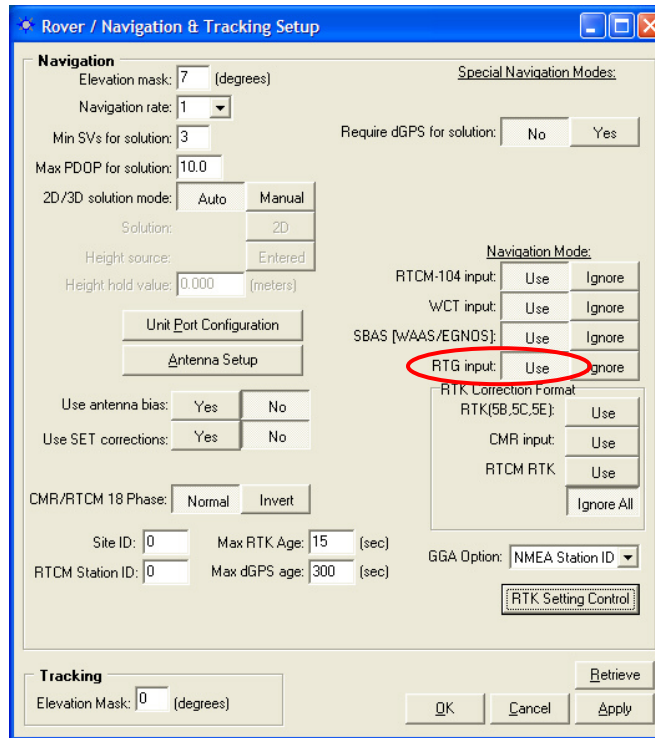 Rover / Navigation & Tracking Setup
Navigation
Elevation mask: 7 (degrees)
Special Navigation Modes:
Navigation rate: 1
Min SVs for solution: 3
Require dGPS for solution: No Yes
Max PDOP for solution: 10.0
2D/3D solution mode: Auto Manual
Solution: 2D
Height source: Entered
Height hold value: 0.000 (meters)
Navigation Mode:
RTCM-104 input: Use Ignore
WCT input: Use Ignore
SBAS [WAAS/EGNOS]: Use Ignore
RTG input: Use Ignore
Unit Port Configuration
Antenna Setup
RTK Correction Format
RTK(5B,5C,5E): Use
CMR input: Use
RTCM RTK Use
Ignore All
Use antenna bias: Yes No
Use SET corrections: Yes No
CMR/RTCM 18 Phase: Normal Invert
Site ID: 0 Max RTK Age: 15 (sec)
RTCM Station ID: 0 Max dGPS age: 300 (sec)
GGA Option: NMEA Station ID
RTK Setting Control
Tracking
Elevation Mask: 0 (degrees)
Retrieve
OK Cancel Apply